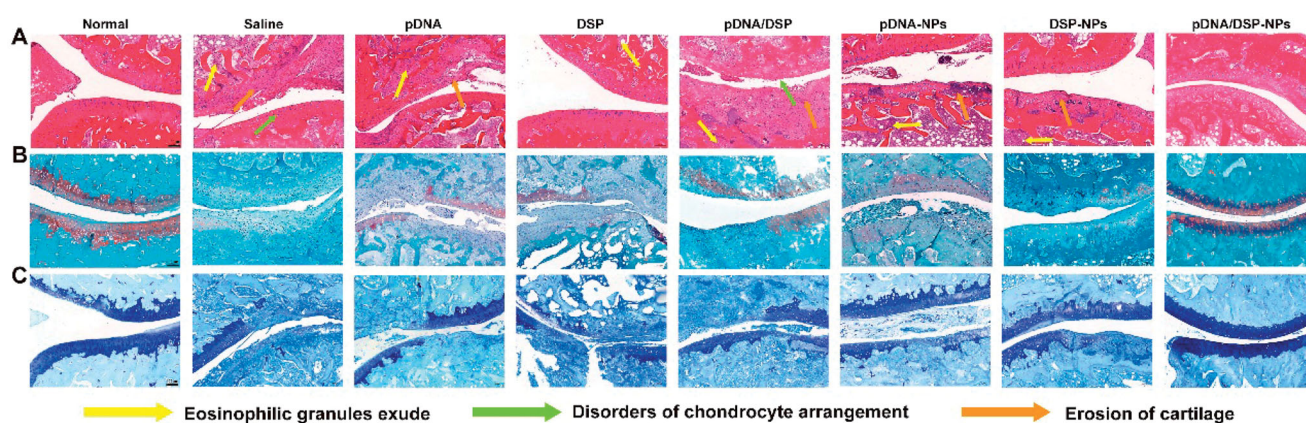 Normal Saline pDNA DSP pDNA/DSP pDNA-NPs DSP-NPs pDNA/DSP-NPs
A
B
C
Eosinophilic granules exude Disorders of chondrocyte arrangement Erosion of cartilage